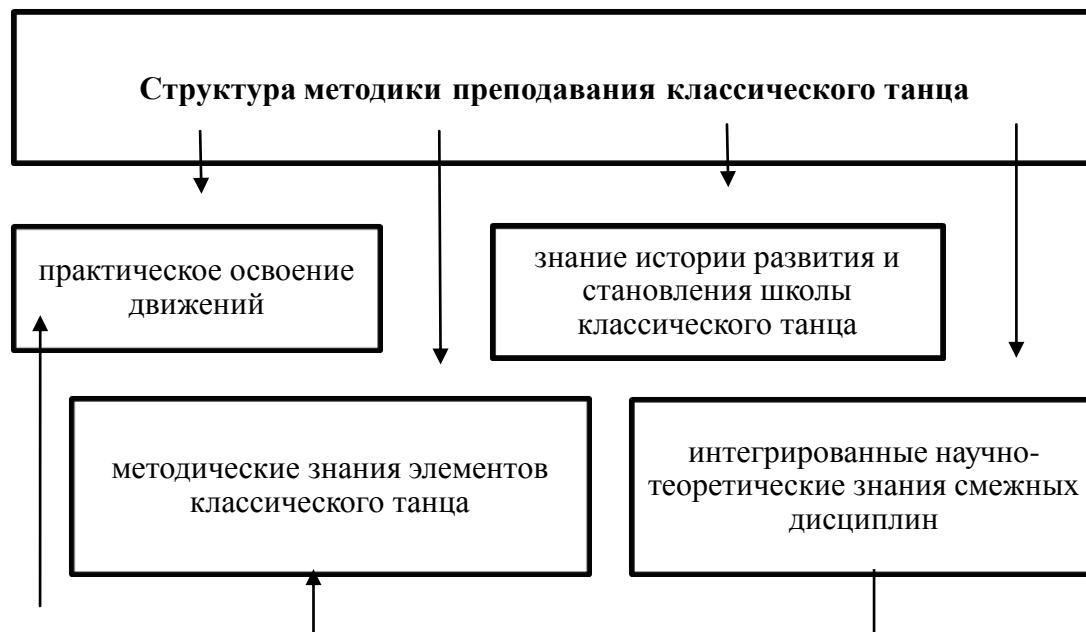 Структура методики преподавания классического танца
практическое освоение
движений
знание истории развития и
становления школы
классического танца
методические знания элементов
классического танца
интегрированные научно-
теоретические знания смежных
дисциплин